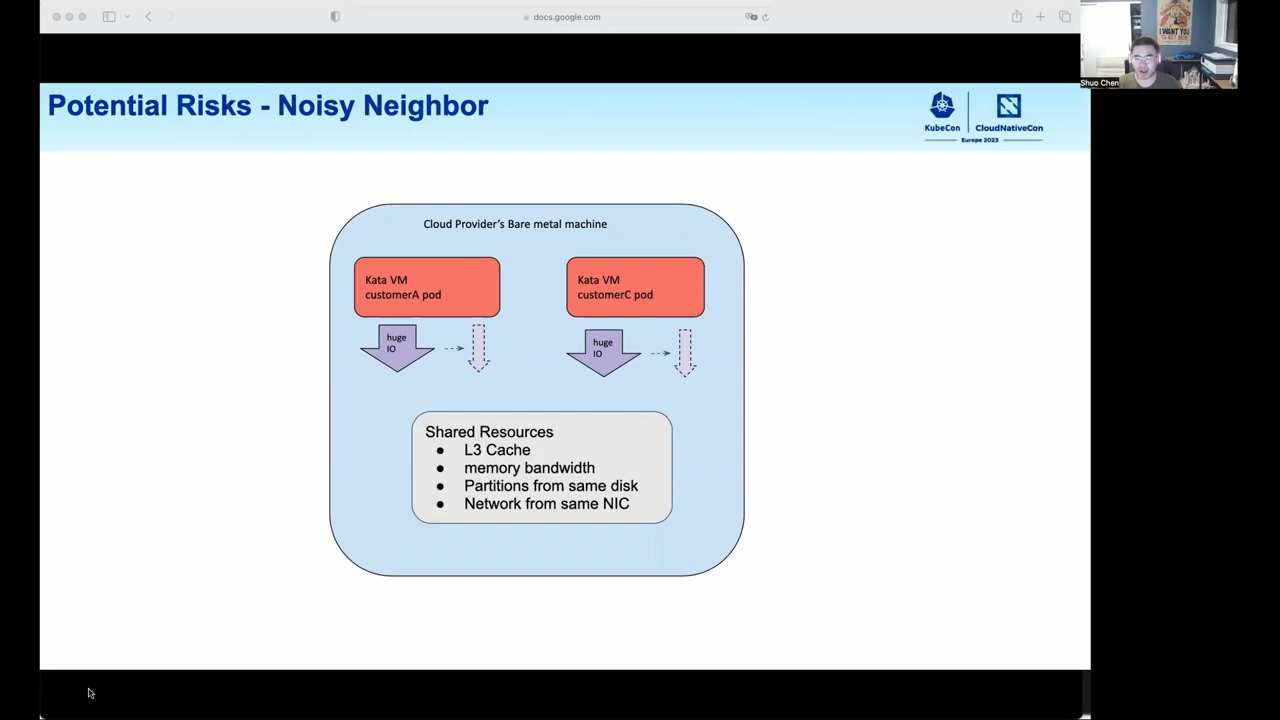 docs.google.com
I WANT YOU
Shuo Chen
Potential Risks - Noisy Neighbor
KubeCon
CloudNativeCon
Europe 2023
Cloud Provider's Bare metal machine
Kata VM
customerA pod
Kata VM
customerC pod
huge
IO
huge
IO
Shared Resources
● L3 Cache
● memory bandwidth
● Partitions from same disk
● Network from same NIC